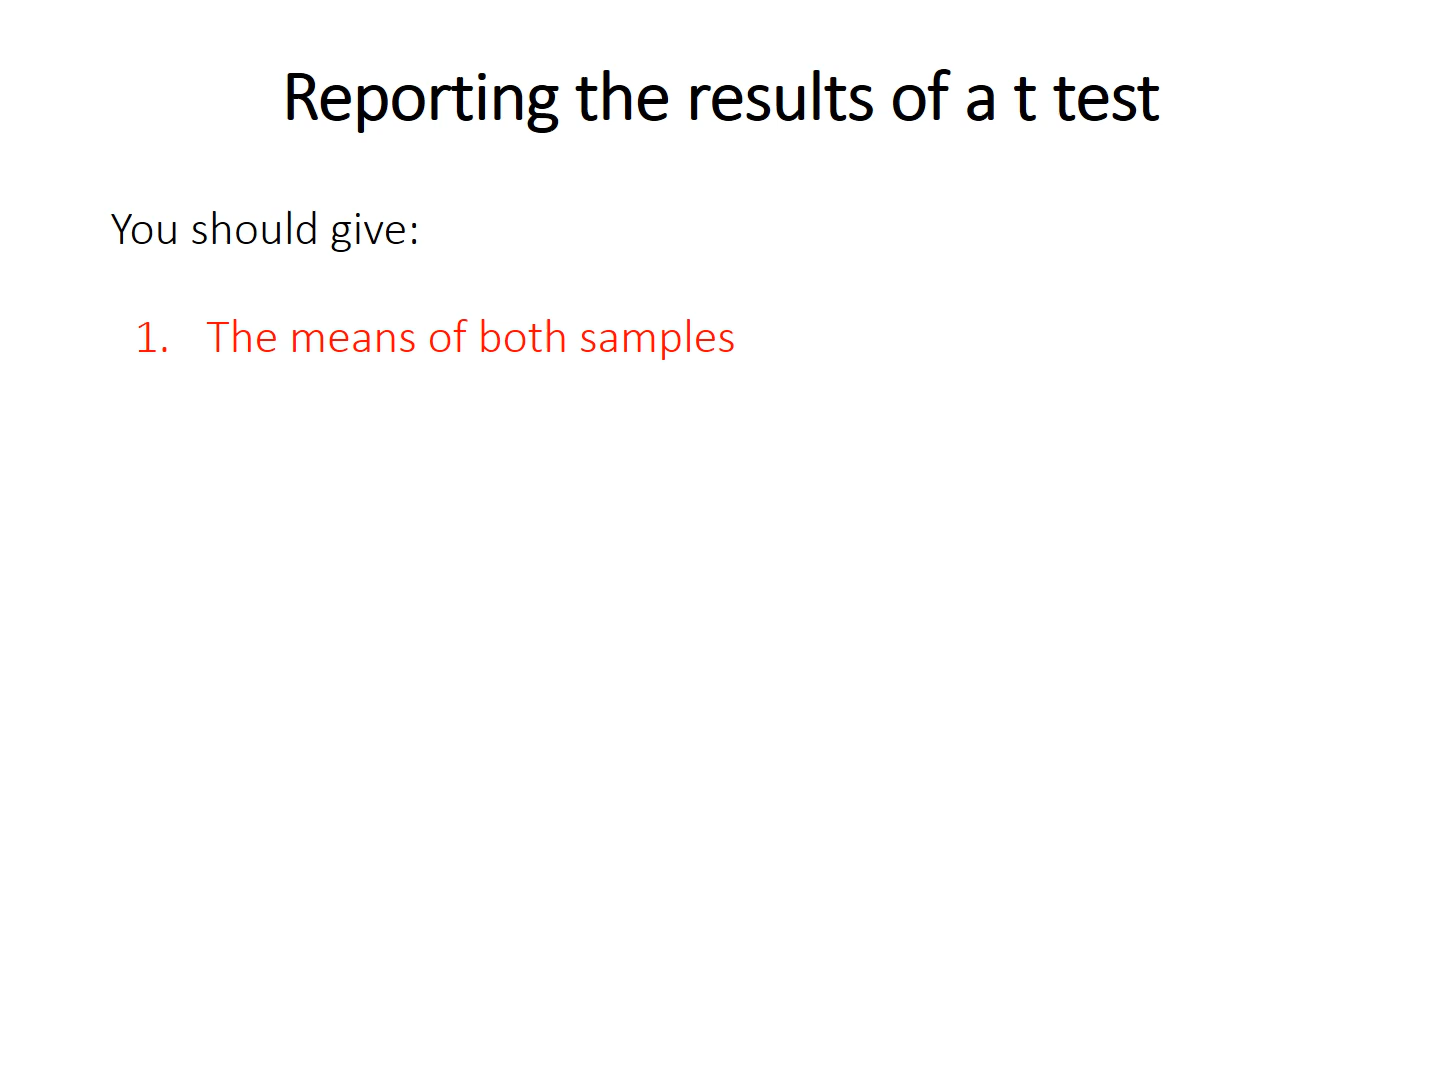 Reporting the results of a t test
You should give:
1. The means of both samples